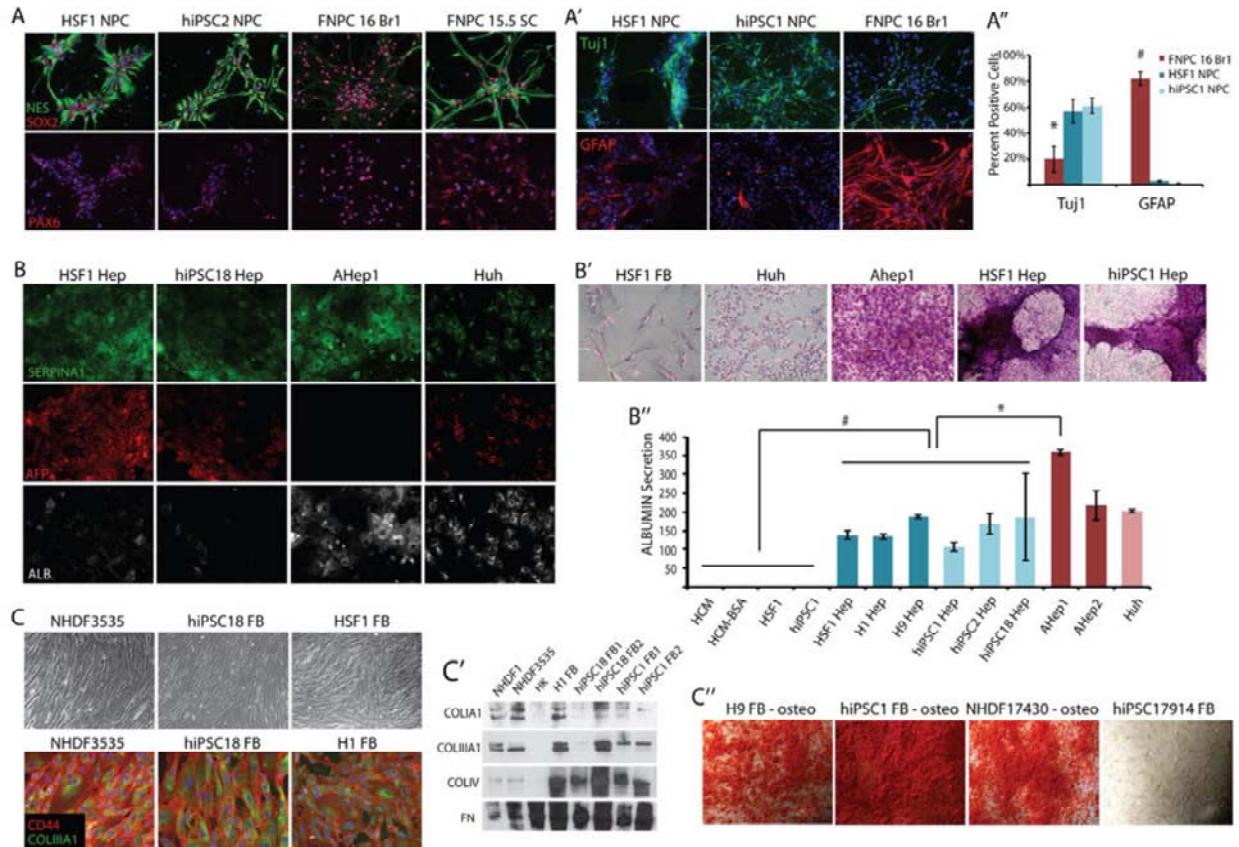 A
HSF1 NPC
hiPSC2 NPC
FNPC 16 Br1
FNPC 15.5 SC
NES
SOX2
PAX6
A'
HSF1 NPC
hiPSC1 NPC
FNPC 16 Br1
Tuj1
GFAP
A"
Percent Positive Cells
100%
80%
60%
40%
20%
*
#
FNPC 16 Br1
HSF1 NPC
hiPSC1 NPC
Tuj1
GFAP
B
HSF1 Hep
hiPSC18 Hep
AHep1
Huh
SERPINA1
AFP
ALB
B'
HSF1 FB
Huh
Ahep1
HSF1 Hep
hiPSC1 Hep
B"
#
*
ALBUMIN Secretion
400
350
300
250
200
150
100
50
HCM
HCM-BSA
HSF1
hiPSC1
HSF1 Hep
H1 Hep
H9 Hep
hiPSC1 Hep
hiPSC2 Hep
hiPSC18 Hep
AHep1
AHep2
Huh
C
NHDF3535
hiPSC18 FB
HSF1 FB
NHDF3535
hiPSC18 FB
H1 FB
CD44
COLIIIA1
C'
NHDF1
NHDF3535
HK
H1 FB
hiPSC18 FB1
hiPSC18 FB2
hiPSC1 FB1
hiPSC1 FB2
COLIA1
COLIIIA1
COLIV
FN
C"
H9 FB - osteo
hiPSC1 FB - osteo
NHDF17430 - osteo
hiPSC17914 FB